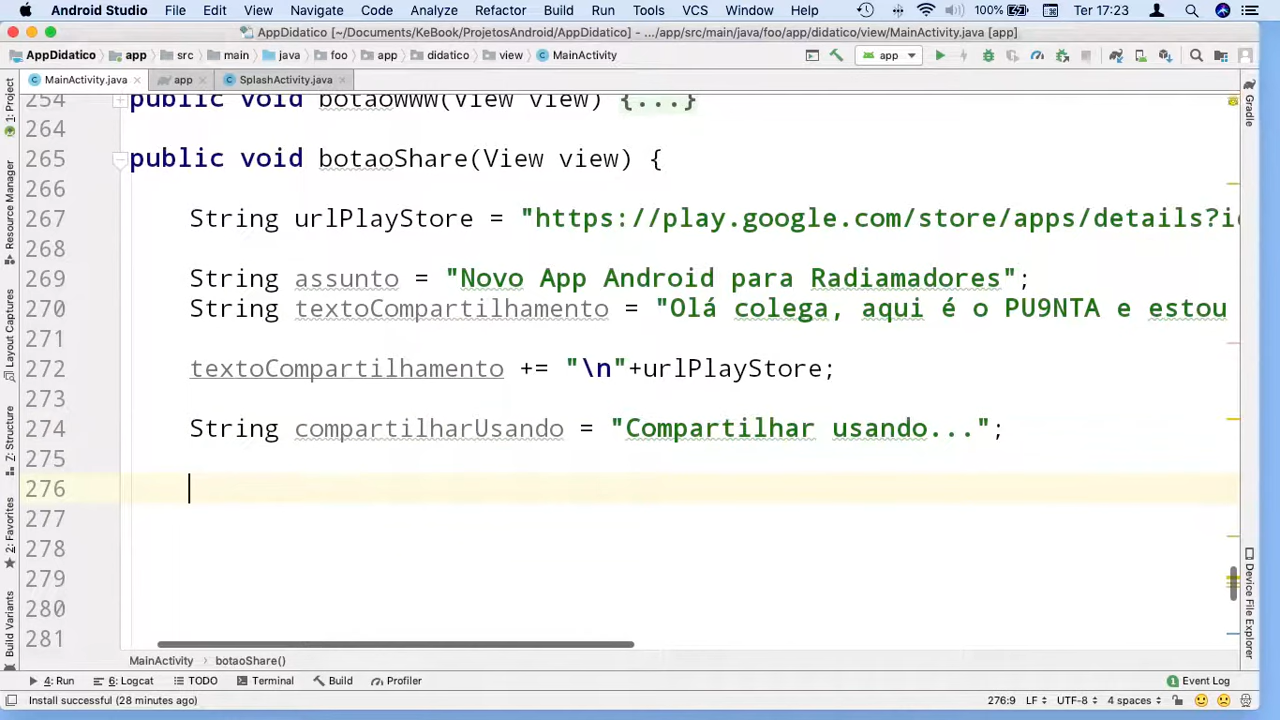 Android Studio File Edit View Navigate Code Analyze Refactor Build Run Tools VCS Window Help 100% Ter 17:23
AppDidatico [~/Documents/KeBook/ProjetosAndroid/AppDidatico] - .../app/src/main/java/foo/app/didatico/view/MainActivity.java [app]
AppDidatico app src main java foo app didatico view MainActivity app
MainActivity.java app SplashActivity.java
254 public void botaoWWW(View view) {...}
264
265 public void botaoShare(View view) {
266
267 String urlPlayStore = "https://play.google.com/store/apps/details?i
268
269 String assunto = "Novo App Android para Radiamadores";
270 String textoCompartilhamento = "Olá colega, aqui é o PU9NTA e estou
271
272 textoCompartilhamento += "\n"+urlPlayStore;
273
274 String compartilharUsando = "Compartilhar usando...";
275
276
277
278
279
280
281
1: Project
Resource Manager
Layout Captures
7: Structure
2: Favorites
Build Variants
Gradle
Device File Explorer
MainActivity botaoShare()
4: Run 6: Logcat TODO Terminal Build Profiler Event Log
Install successful (28 minutes ago) 276:9 LF UTF-8 4 spaces